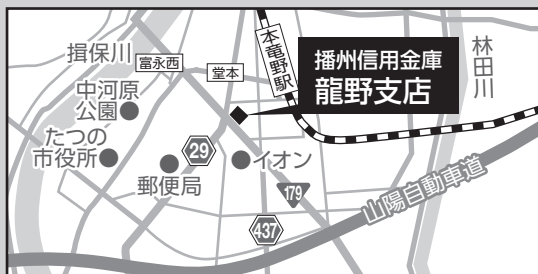 揖保川
富永西
堂本
本竜野駅
播州信用金庫
龍野支店
林田川
中河原
公園
たつの
市役所
29
郵便局
イオン
179
437
山陽自動車道